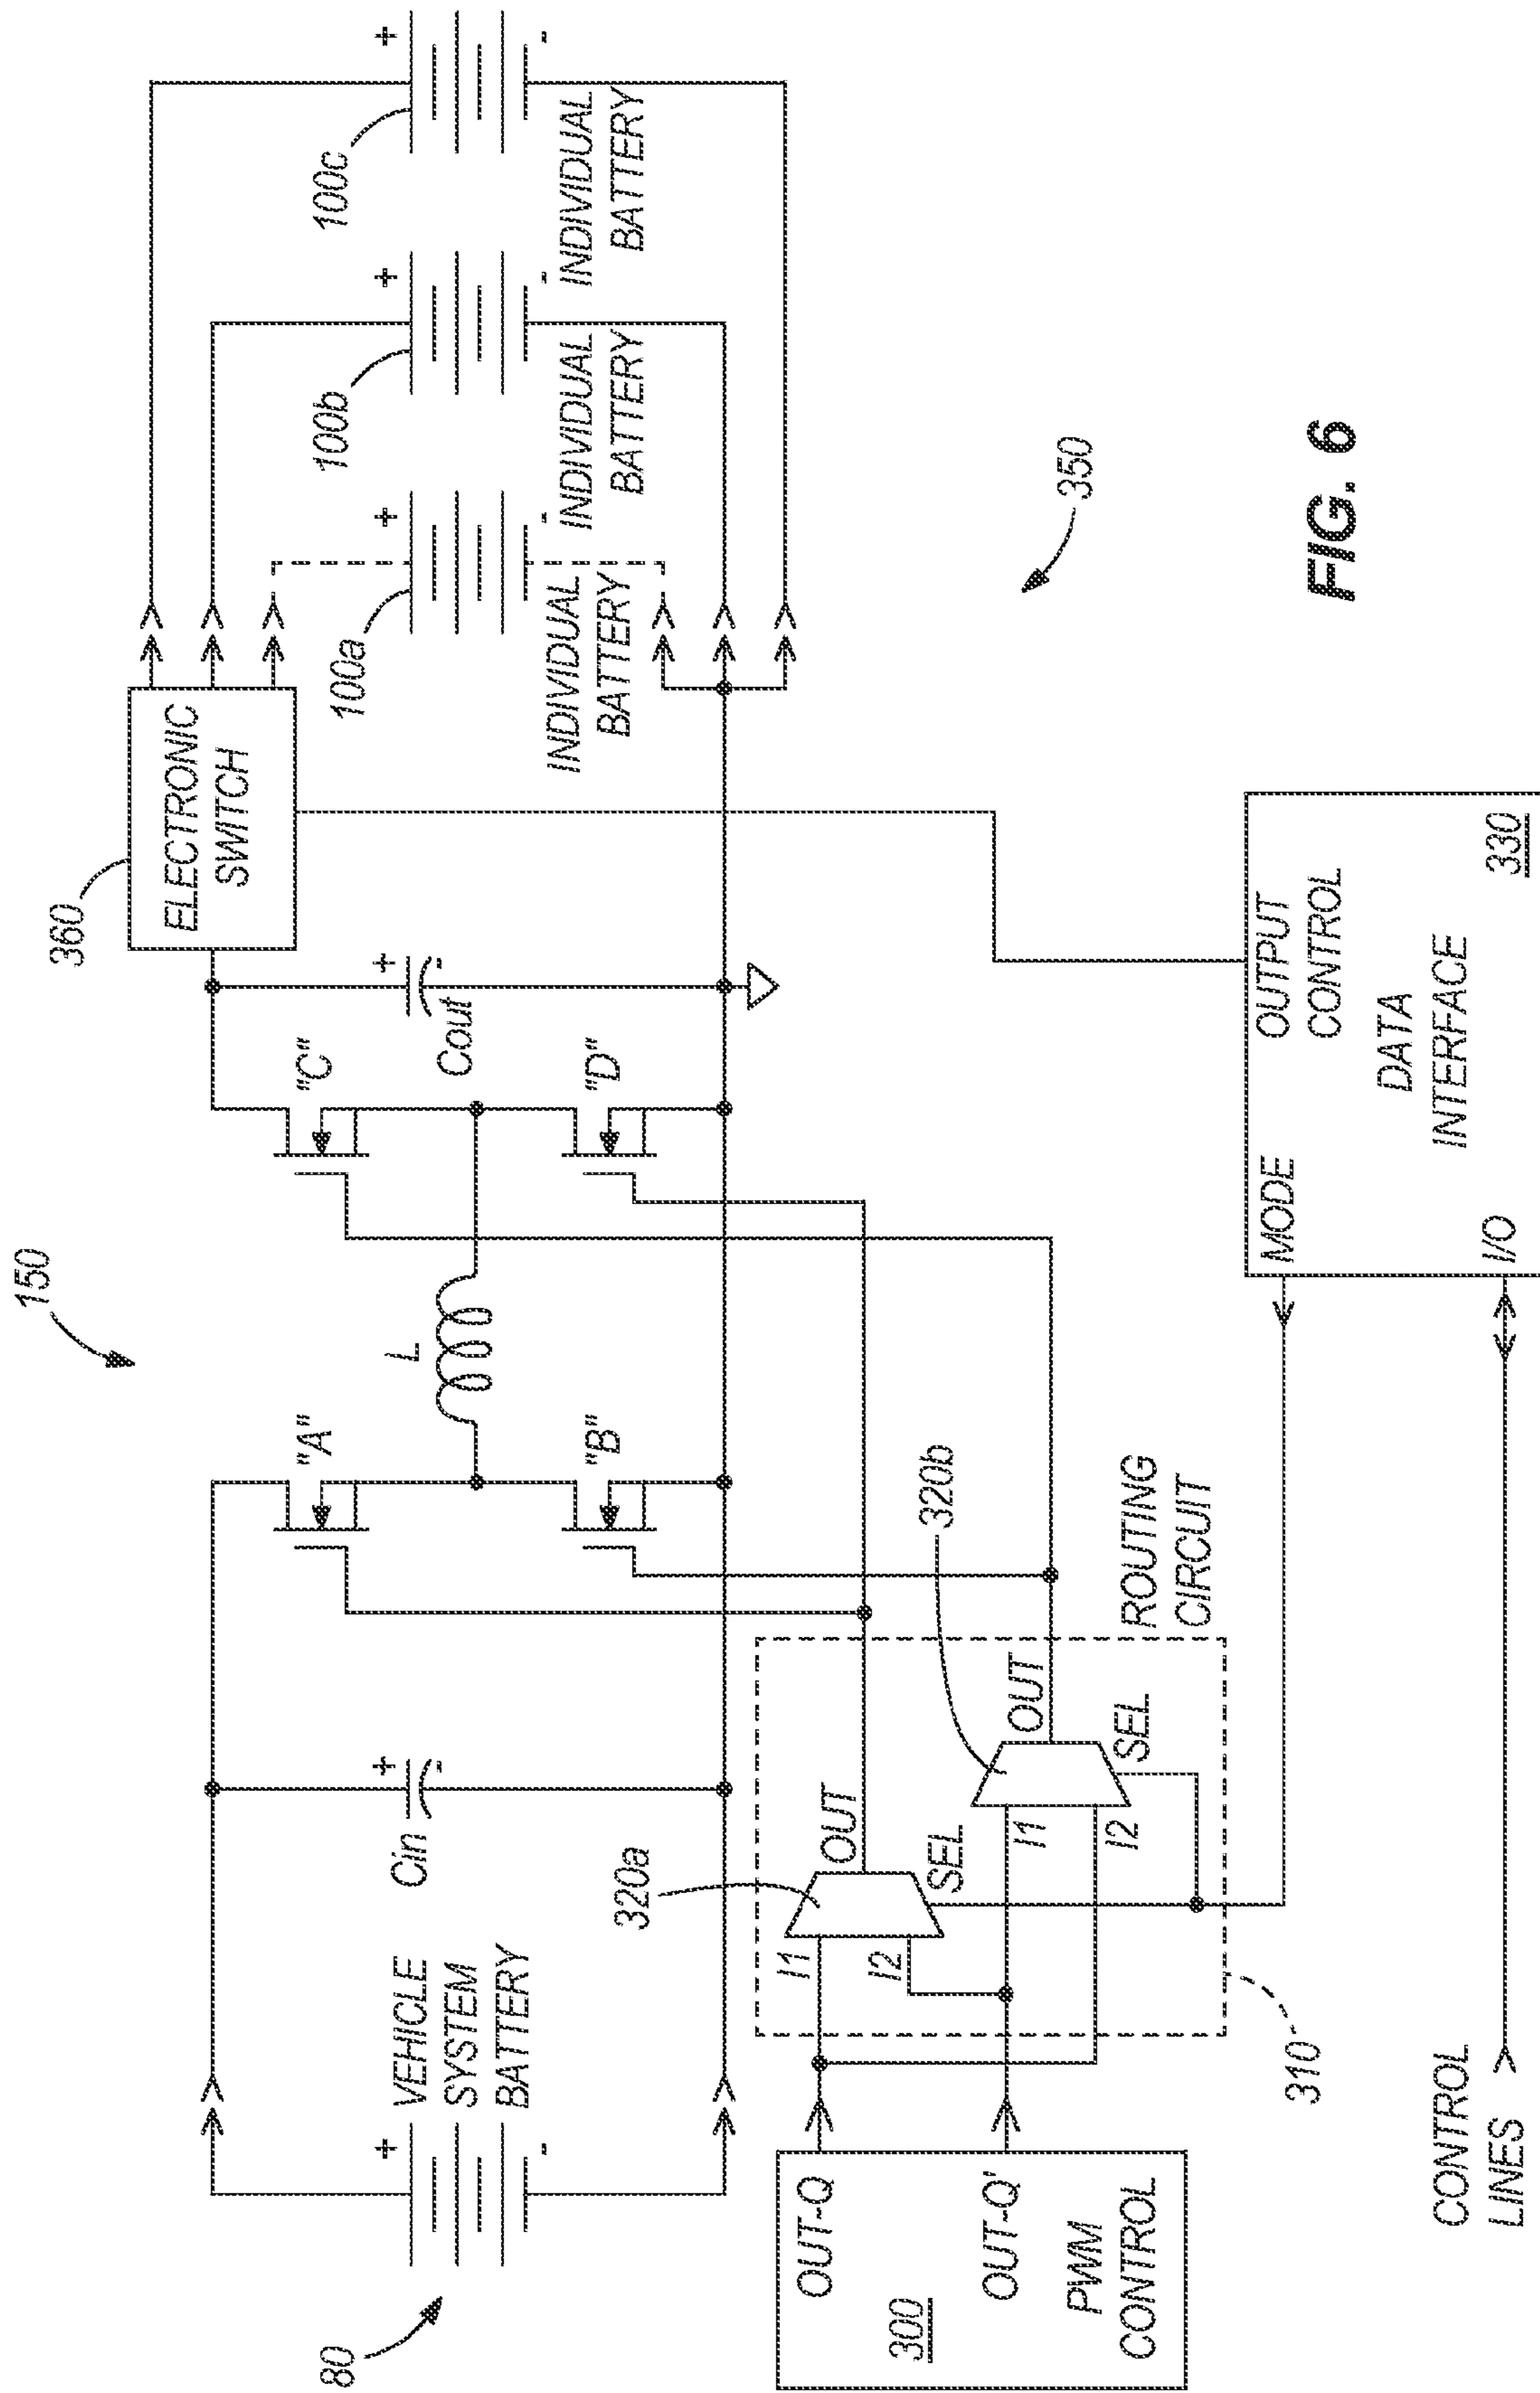 150
360
ELECTRONIC
SWITCH
80
+
-
VEHICLE
SYSTEM
BATTERY
Cin
+
-
"A"
"B"
L
"C"
"D"
Cout
+
-
100a
+
-
INDIVIDUAL
BATTERY
100b
+
-
INDIVIDUAL
BATTERY
100c
+
-
INDIVIDUAL
BATTERY
OUT-Q
300
OUT-Q'
PWM
CONTROL
320a
I1
I2
OUT
SEL
320b
I1
I2
OUT
SEL
ROUTING
CIRCUIT
310
350
MODE
OUTPUT
CONTROL
DATA
INTERFACE
I/O
330
CONTROL
LINES
FIG. 6